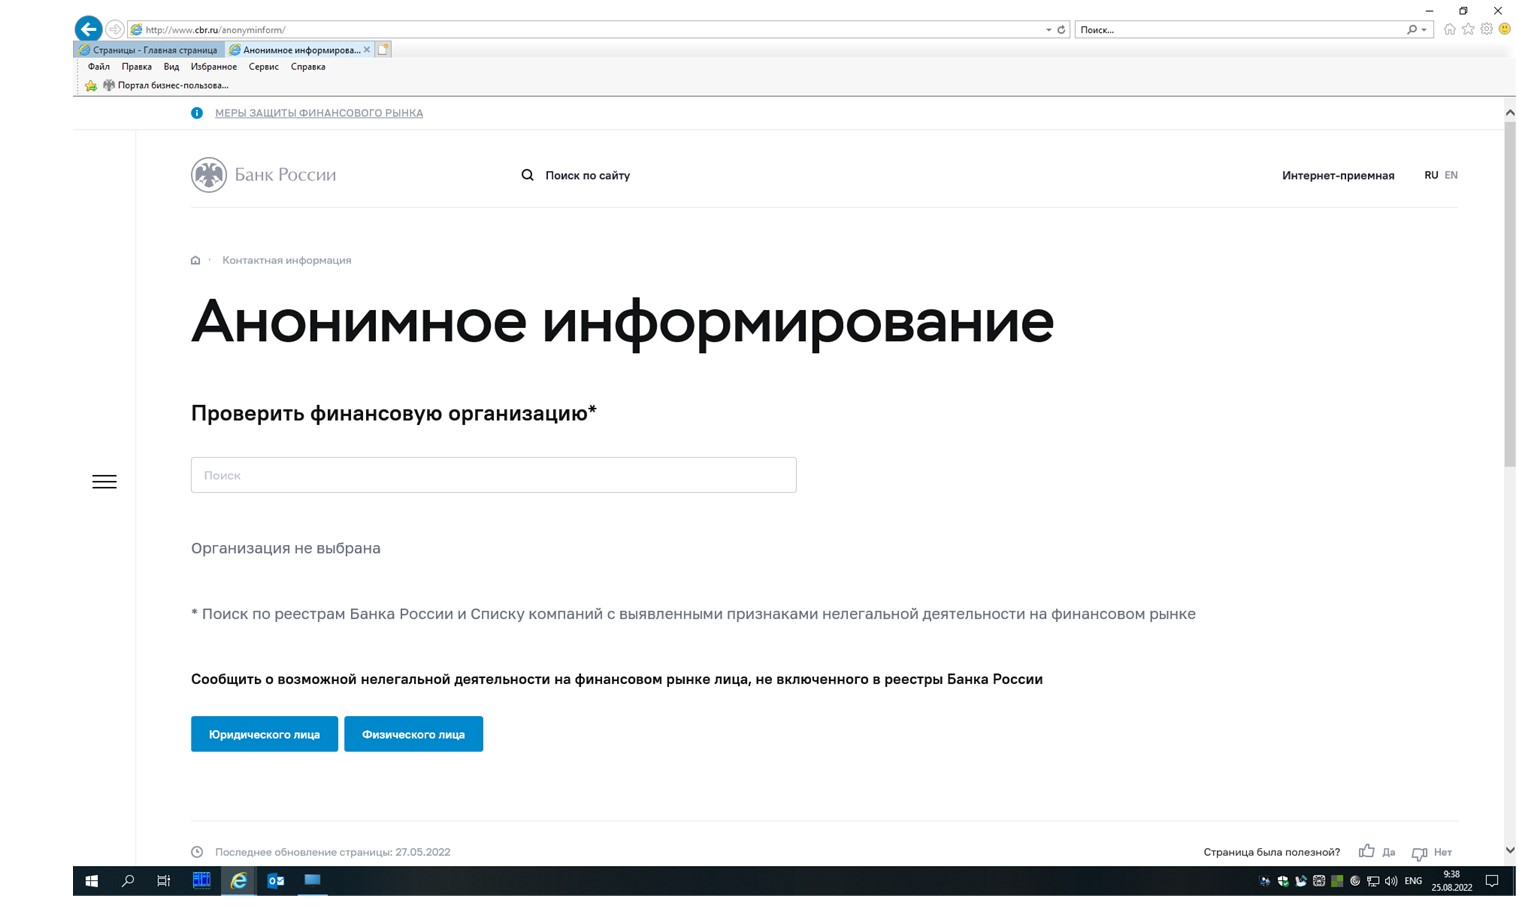 http://www.cbr.ru/anonyminform/
Поиск...
Страницы - Главная страница
Анонимное информирова...
Файл Правка Вид Избранное Сервис Справка
Портал бизнес-пользова...
МЕРЫ ЗАЩИТЫ ФИНАНСОВОГО РЫНКА
Банк России
Поиск по сайту
Интернет-приемная
RU EN
Контактная информация
Анонимное информирование
Проверить финансовую организацию*
Поиск
Организация не выбрана
* Поиск по реестрам Банка России и Списку компаний с выявленными признаками нелегальной деятельности на финансовом рынке
Сообщить о возможной нелегальной деятельности на финансовом рынке лица, не включенного в реестры Банка России
Юридического лица
Физического лица
Последнее обновление страницы: 27.05.2022
Страница была полезной? Да Нет
ENG
9:38
25.08.2022